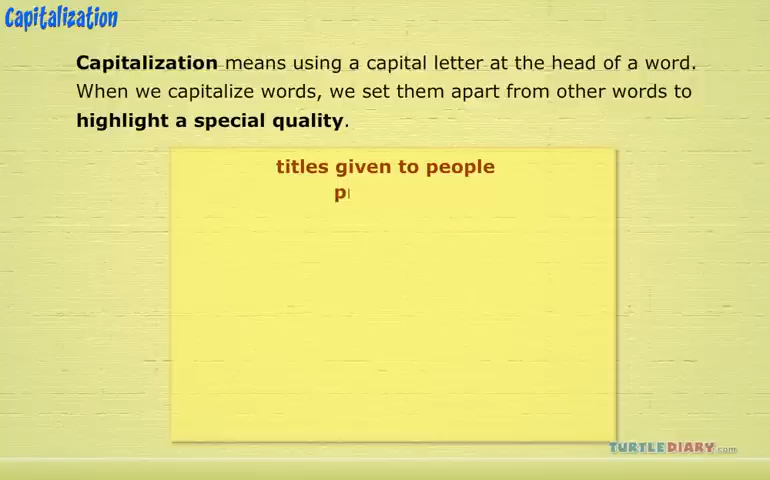 Capitalization
Capitalization means using a capital letter at the head of a word.
When we capitalize words, we set them apart from other words to
highlight a special quality.
titles given to people
p
TURTLEDIARY.com